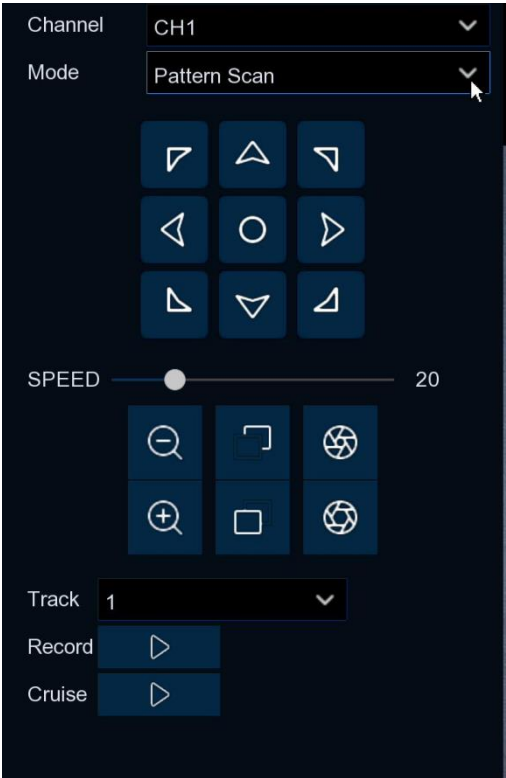 Channel CH1
Mode Pattern Scan
SPEED 20
Track 1
Record
Cruise